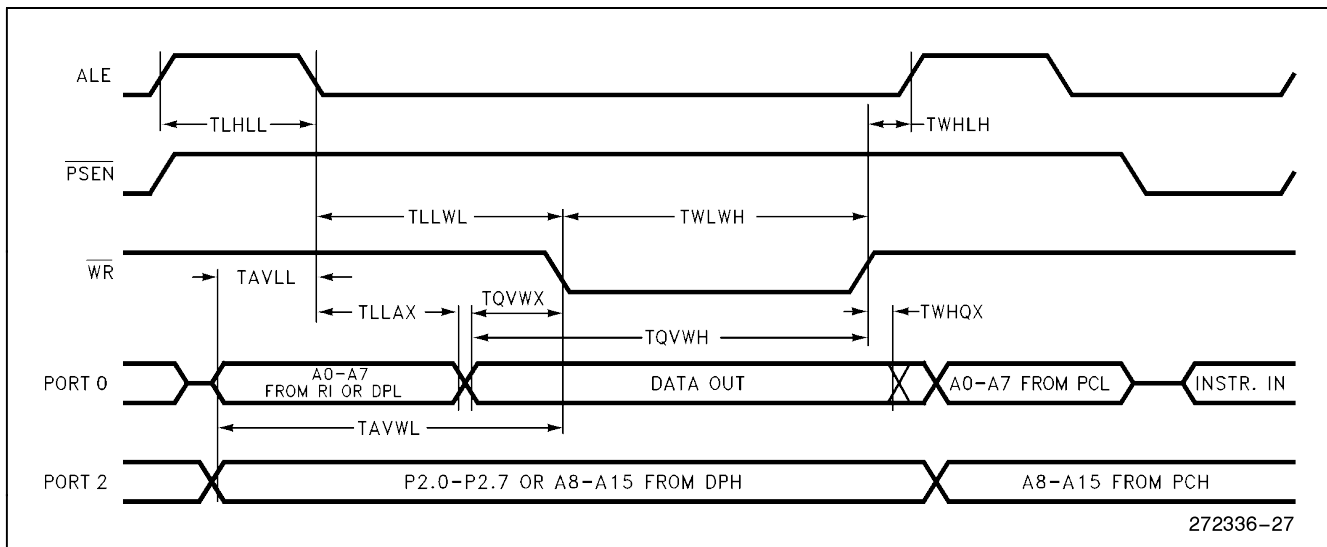 ALE
TLHLL
TWHLH
PSEN
TLLWL
TWLWH
WR
TAVLL
TQVWX
TLLAX
TWHQX
TQVWH
PORT 0
A0–A7
FROM RI OR DPL
DATA OUT
A0–A7 FROM PCL
INSTR. IN
TAVWL
PORT 2
P2.0–P2.7 OR A8–A15 FROM DPH
A8–A15 FROM PCH
272336–27